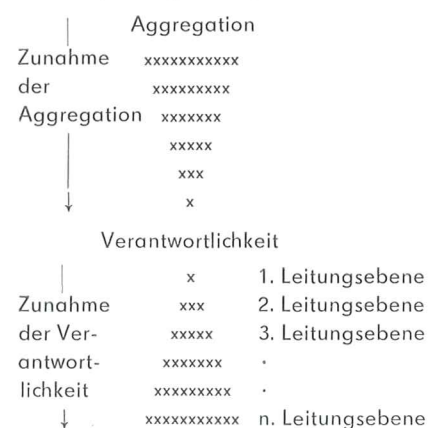 Aggregation
Zunahme xxxxxxxxxxx
der xxxxxxxxx
Aggregation xxxxxxx
xxxxx
xxx
x
Verantwortlichkeit
x 1. Leitungsebene
Zunahme xxx 2. Leitungsebene
der Ver- xxxxx 3. Leitungsebene
antwort- xxxxxxx .
lichkeit xxxxxxxxx .
xxxxxxxxxxx n. Leitungsebene